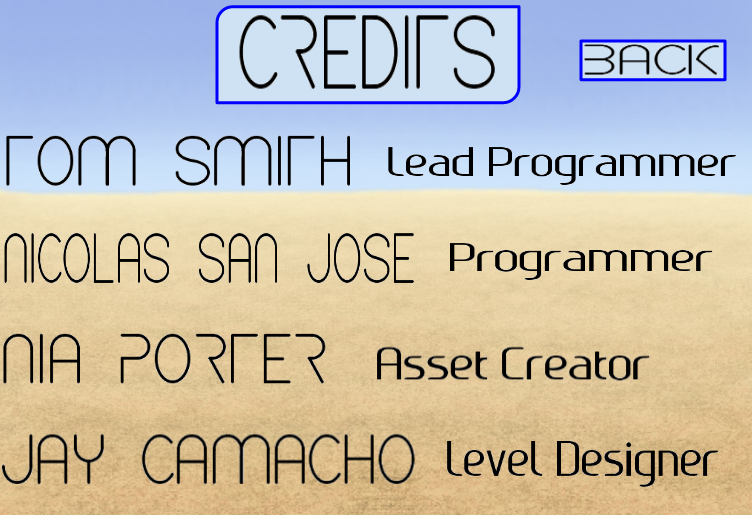 CREDITS
BACK
TOM SMITH Lead Programmer
NICOLAS SAN JOSE Programmer
NIA PORTER Asset Creator
JAY CAMACHO Level Designer